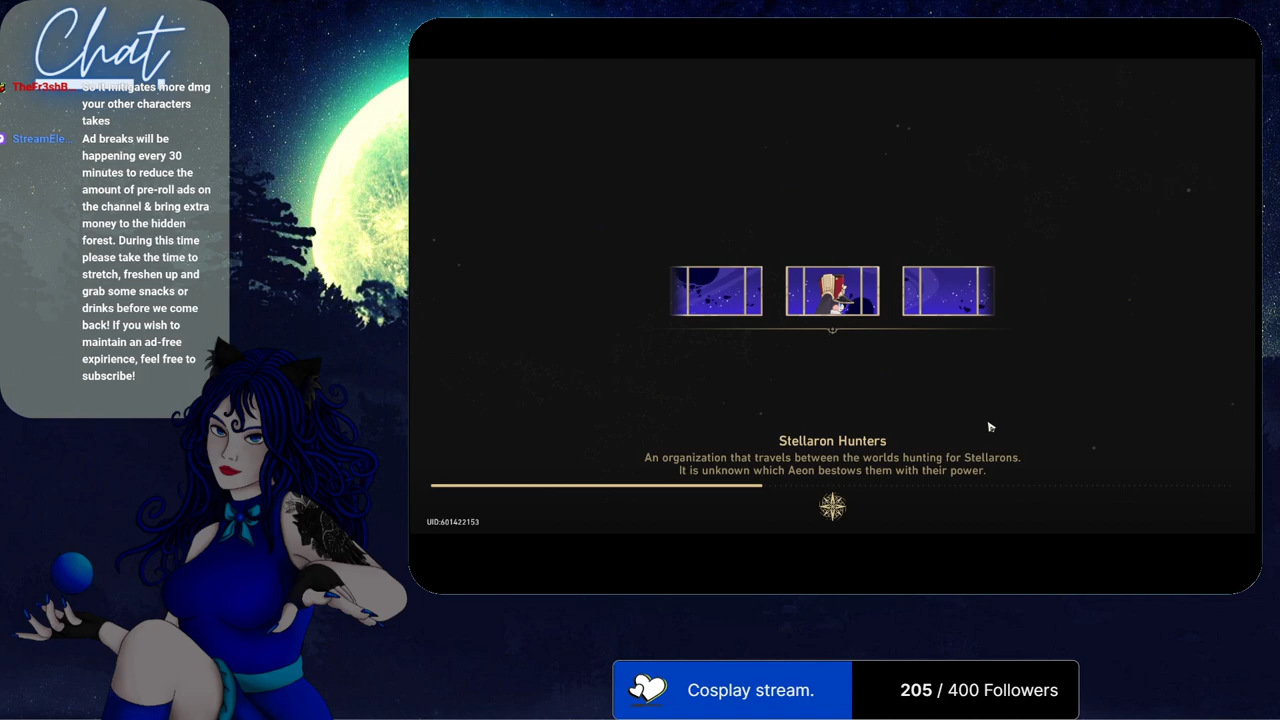 Chat
TheFr3shB...
So it mitigates more dmg
your other characters
takes
StreamEle...
Ad breaks will be
happening every 30
minutes to reduce the
amount of pre-roll ads on
the channel & bring extra
money to the hidden
forest. During this time
please take the time to
stretch, freshen up and
grab some snacks or
drinks before we come
back! If you wish to
maintain an ad-free
expirience, feel free to
subscribe!
Stellaron Hunters
An organization that travels between the worlds hunting for Stellarons.
It is unknown which Aeon bestows them with their power.
UID:601422153
Cosplay stream.
205 / 400 Followers